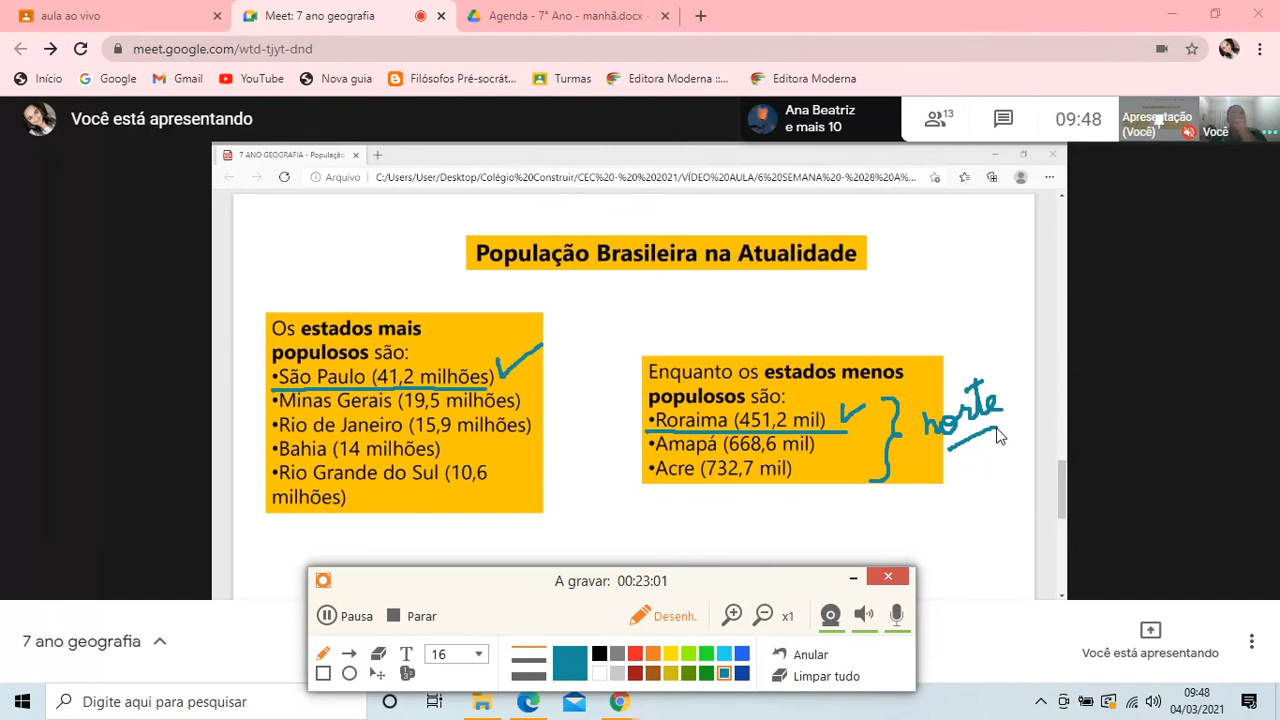 aula ao vivo
Meet: 7 ano geografia
Agenda - 7° Ano - manhã.docx -
meet.google.com/wtd-tjyt-dnd
Início Google Gmail YouTube Nova guia Filósofos Pré-socrát... Turmas Editora Moderna ::... Editora Moderna
Você está apresentando
Ana Beatriz
e mais 10
13
09:48
Apresentação
(Você)
Você
7 ANO GEOGRAFIA - Populaçã
Arquivo C:/Users/User/Desktop/Colégio%20Construir/CEC%20-%20%202021/VÍDEO%20AULA/6%20SEMANA%20-%2028%20A%...
População Brasileira na Atualidade
Os estados mais
populosos são:
•São Paulo (41,2 milhões)
•Minas Gerais (19,5 milhões)
•Rio de Janeiro (15,9 milhões)
•Bahia (14 milhões)
•Rio Grande do Sul (10,6
milhões)
Enquanto os estados menos
populosos são:
•Roraima (451,2 mil)
•Amapá (668,6 mil)
•Acre (732,7 mil)
norte
A gravar: 00:23:01
Pausa Parar Desenh. x1
T 16 Anular
Limpar tudo
7 ano geografia
Você está apresentando
Digite aqui para pesquisar
09:48
04/03/2021